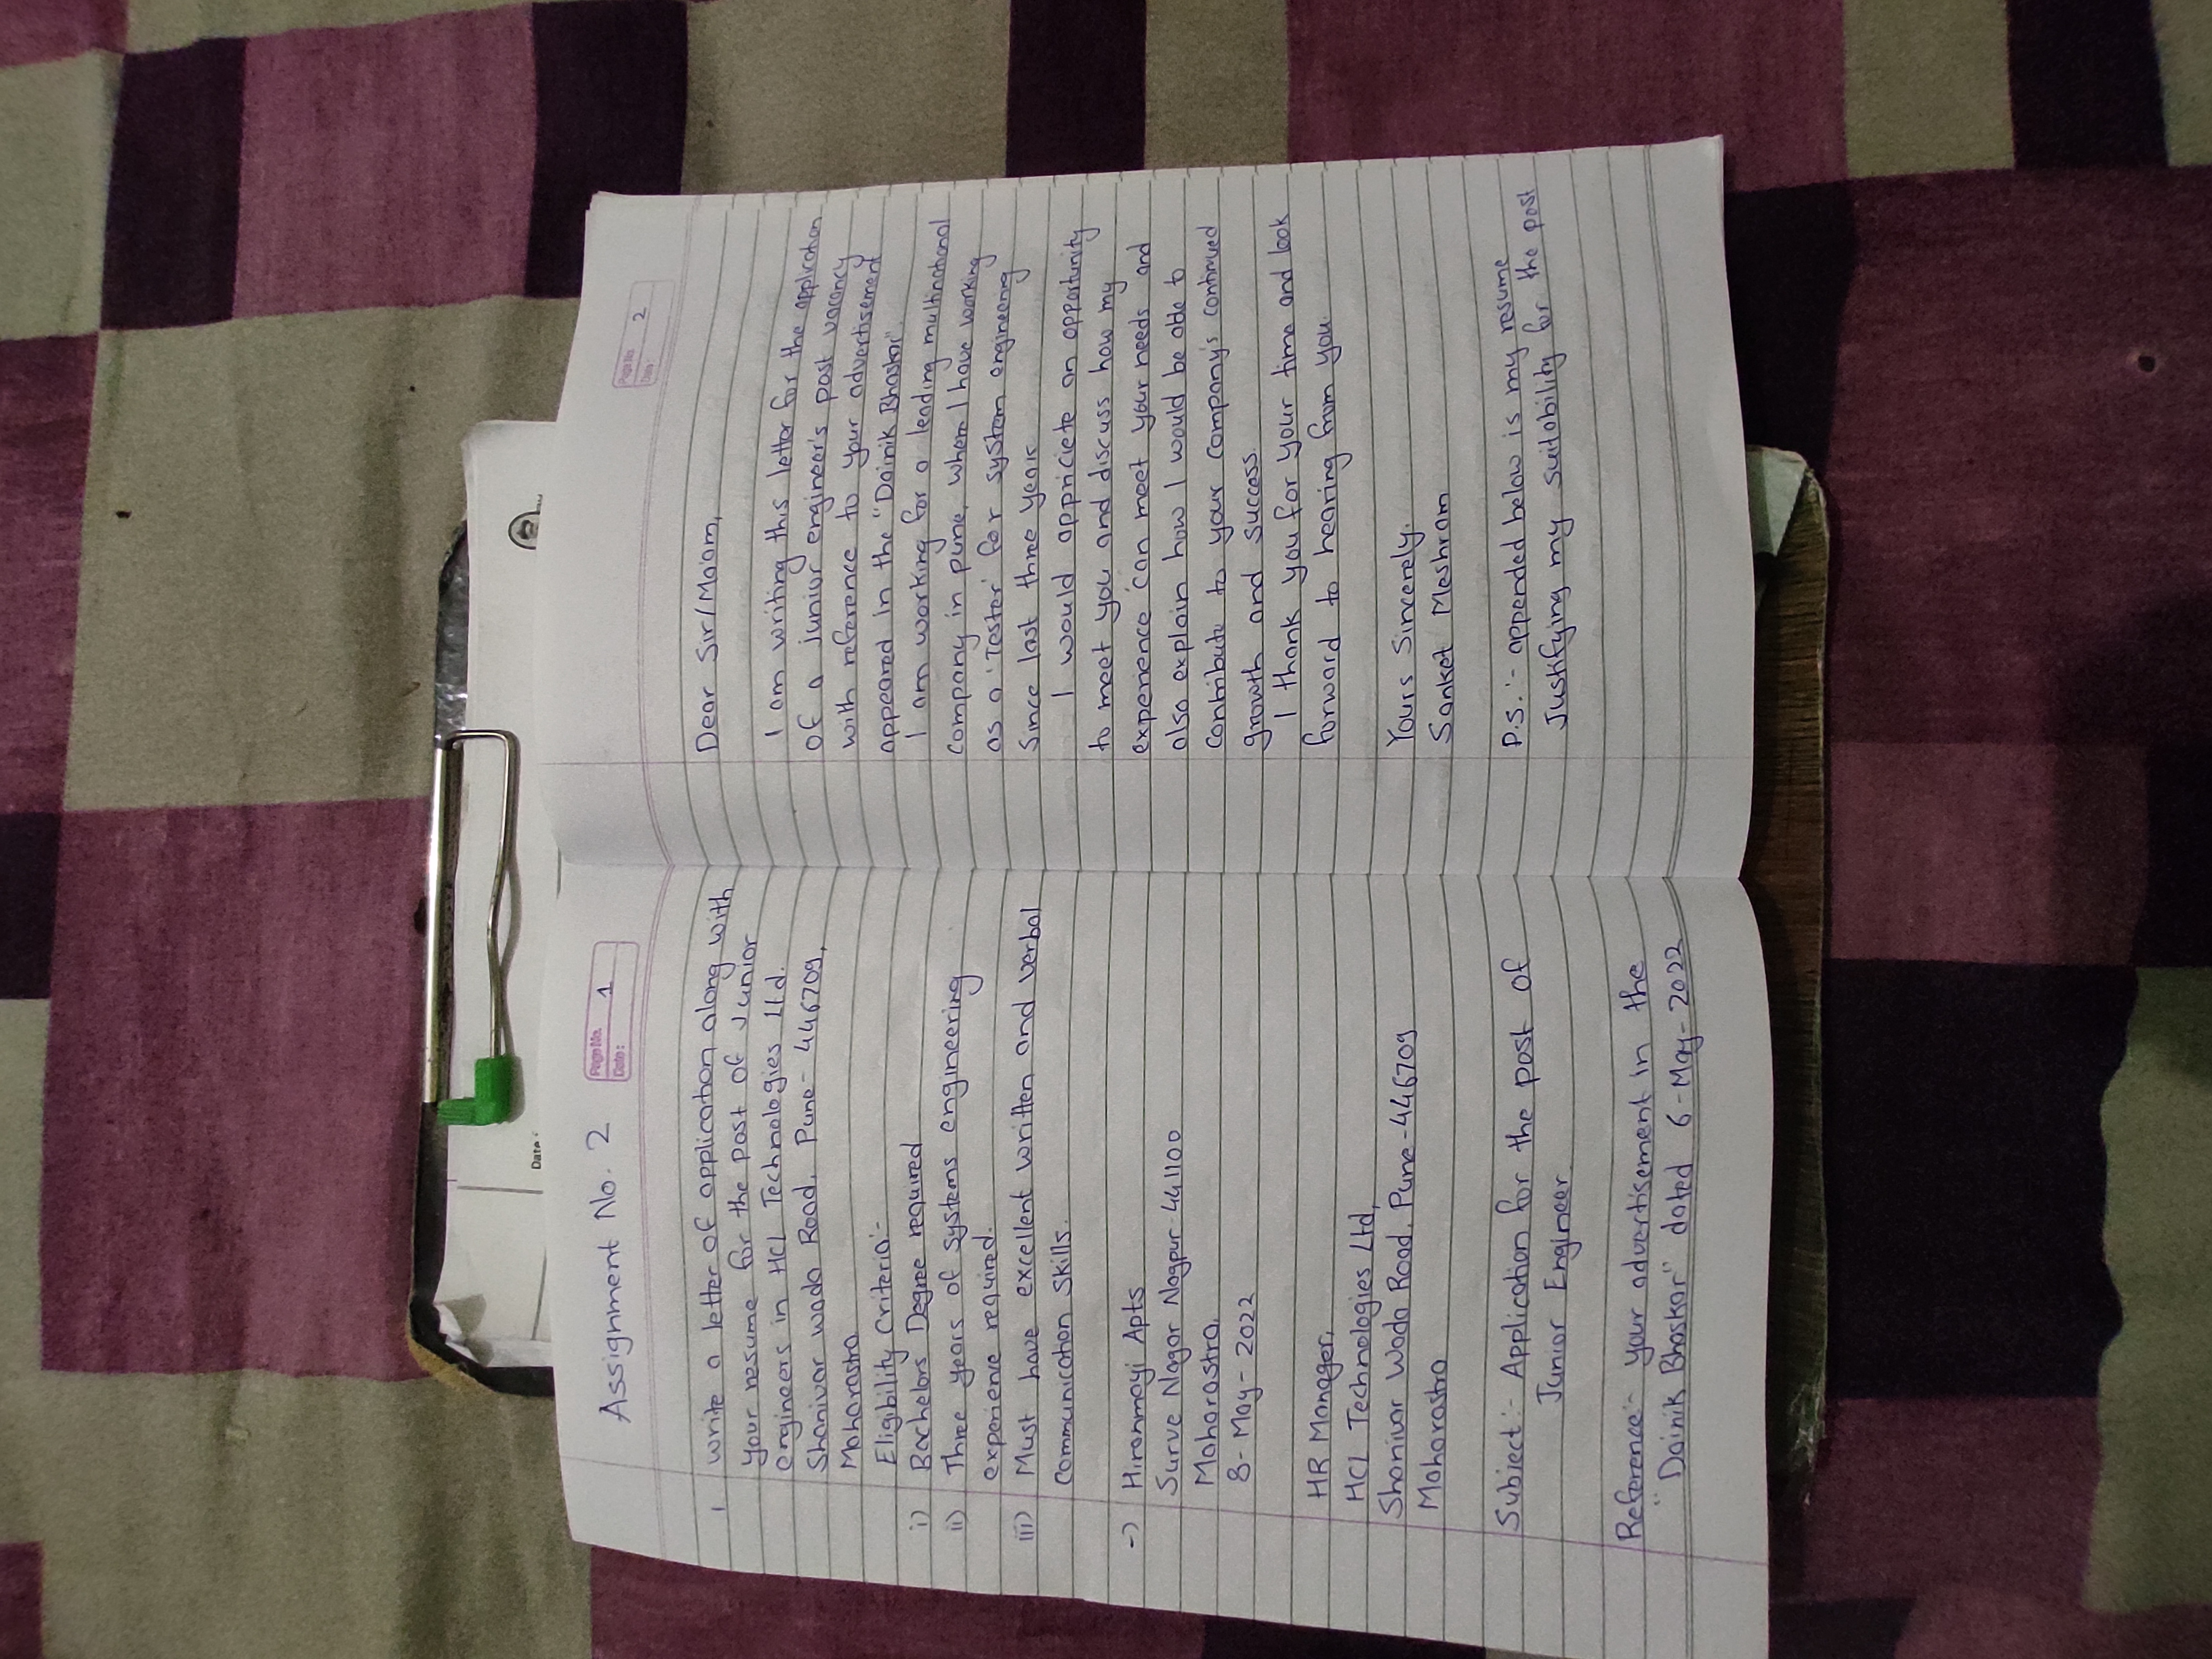 Date :
Assignment No. 2
Page No. 1
Date :
1 Write a letter of application along with
your resume for the post of Junior
engineers in HCL Technologies Ltd.
Shanivar wada Road, Pune- 446709,
Maharastra
Eligibility Criteria:-
i) Bachelors Degree required
ii) Three years of systems engineering
experience required.
iii) Must have excellent written and verbal
communication skills.
-> Hiranmayi Apts
Surve Nagar Nagpur-441100
Maharastra,
8-May-2022
HR Manager,
HCL Technologies Ltd,
Shanivar Wada Road, Pune-446709
Maharastra
Subject:- Application for the post of
Junior Engineer.
Reference:- your advertisement in the
"Dainik Bhaskar" dated 6-May-2022
Page No. 2
Date :
Dear Sir/Ma'am,
I am writing this letter for the application
of a junior engineer's post vacancy
with reference to your advertisement
appeared in the "Dainik Bhaskar".
I am working for a leading multinational
company in pune, where I have working
as a 'Tester' for system engineering
since last three years
I would appriciete an opportunity
to meet you and discuss how my
experience can meet your needs and
also explain how I would be able to
contribute to your company's continued
growth and success.
I thank you for your time and look
forward to hearing from you.
Yours Sincerely.
Sanket Meshram
P.S. :- appended below is my resume
Justifying my suitability for the post